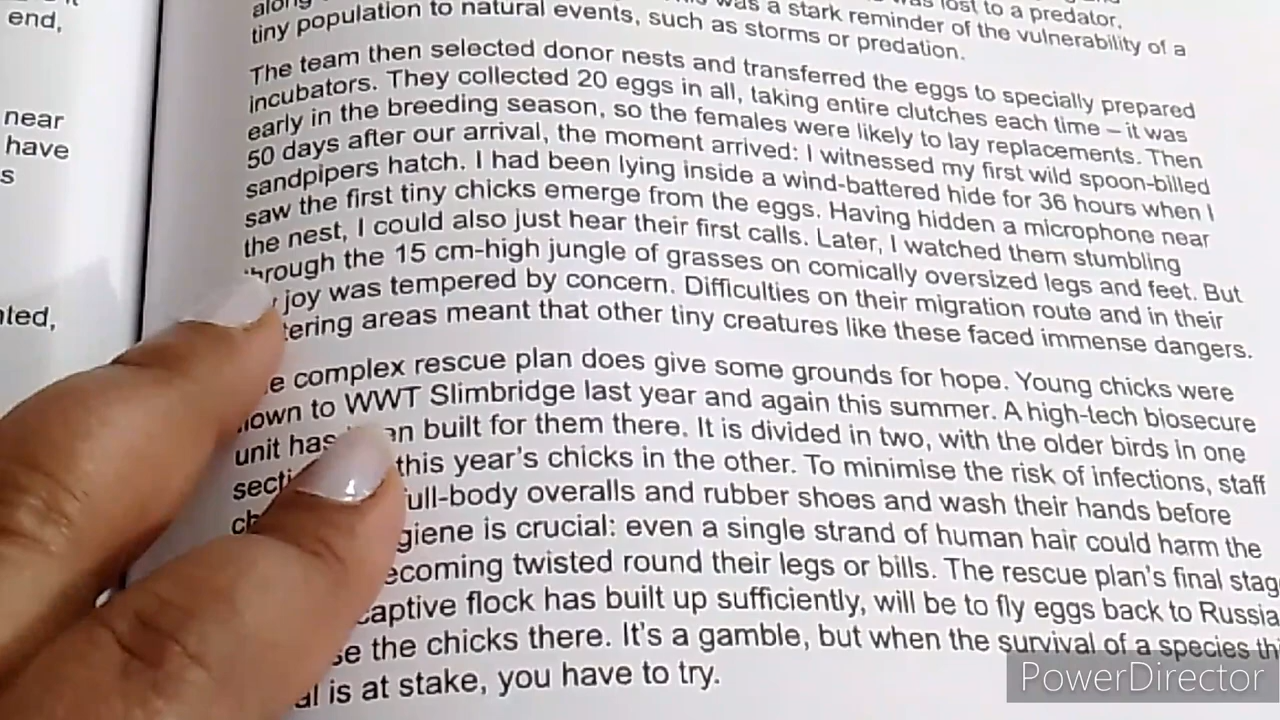 end,
near
have
s
nted,
along
was lost to a predator,
tiny population to natural events, such as storms or predation.
was a stark reminder of the vulnerability of a
The team then selected donor nests and transferred the eggs to specially prepared
incubators. They collected 20 eggs in all, taking entire clutches each time – it was
early in the breeding season, so the females were likely to lay replacements. Then
50 days after our arrival, the moment arrived: I witnessed my first wild spoon-billed
sandpipers hatch. I had been lying inside a wind-battered hide for 36 hours when I
saw the first tiny chicks emerge from the eggs. Having hidden a microphone near
the nest, I could also just hear their first calls. Later, I watched them stumbling
through the 15 cm-high jungle of grasses on comically oversized legs and feet. But
joy was tempered by concern. Difficulties on their migration route and in their
tering areas meant that other tiny creatures like these faced immense dangers.
e complex rescue plan does give some grounds for hope. Young chicks were
lown to WWT Slimbridge last year and again this summer. A high-tech biosecure
unit has en built for them there. It is divided in two, with the older birds in one
secti this year's chicks in the other. To minimise the risk of infections, staff
ch ull-body overalls and rubber shoes and wash their hands before
giene is crucial: even a single strand of human hair could harm the
ecoming twisted round their legs or bills. The rescue plan's final stag
captive flock has built up sufficiently, will be to fly eggs back to Russia
se the chicks there. It's a gamble, but when the survival of a species th
al is at stake, you have to try.
PowerDirector